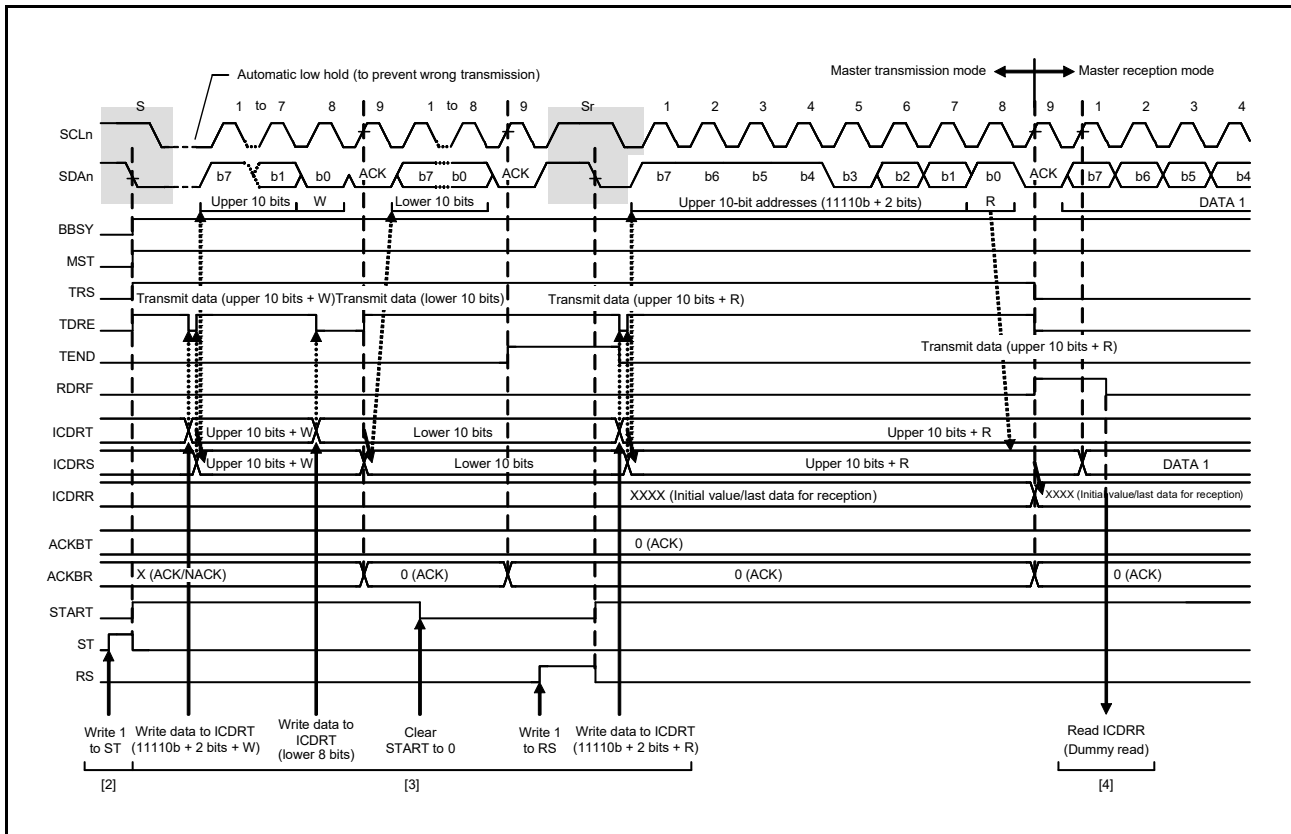 Automatic low hold (to prevent wrong transmission)
Master transmission mode
Master reception mode
S 1 to 7 8 9 1 to 8 9 Sr 1 2 3 4 5 6 7 8 9 1 2 3 4
SCLn
SDAn b7 b1 b0 ACK b7 b0 ACK b7 b6 b5 b4 b3 b2 b1 b0 ACK b7 b6 b5 b4
Upper 10 bits W Lower 10 bits Upper 10-bit addresses (11110b + 2 bits) R DATA 1
BBSY
MST
TRS
Transmit data (upper 10 bits + W) Transmit data (lower 10 bits) Transmit data (upper 10 bits + R)
TDRE
TEND
Transmit data (upper 10 bits + R)
RDRF
ICDRT Upper 10 bits + W Lower 10 bits Upper 10 bits + R
ICDRS Upper 10 bits + W Lower 10 bits Upper 10 bits + R DATA 1
ICDRR XXXX (Initial value/last data for reception) XXXX (Initial value/last data for reception)
ACKBT 0 (ACK)
ACKBR X (ACK/NACK) 0 (ACK) 0 (ACK) 0 (ACK)
START
ST
RS
Write 1
to ST
Write data to ICDRT
(11110b + 2 bits + W)
Write data to
ICDRT
(lower 8 bits)
Clear
START to 0
Write 1
to RS
Write data to ICDRT
(11110b + 2 bits + R)
Read ICDRR
(Dummy read)
[2] [3] [4]